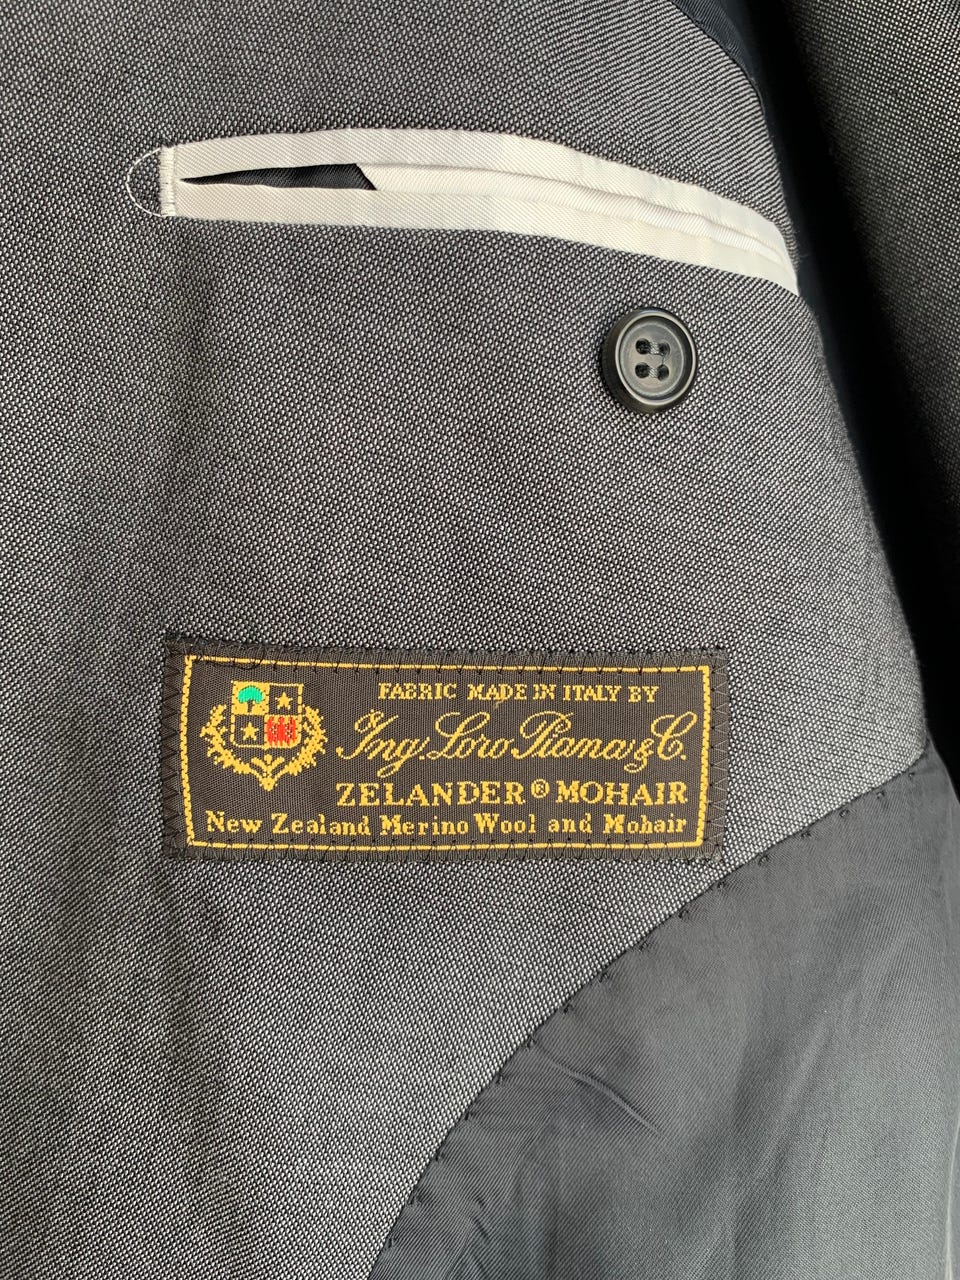 FABRIC MADE IN ITALY BY
Ing. Loro Piana & C.
ZELANDER ® MOHAIR
New Zealand Merino Wool and Mohair